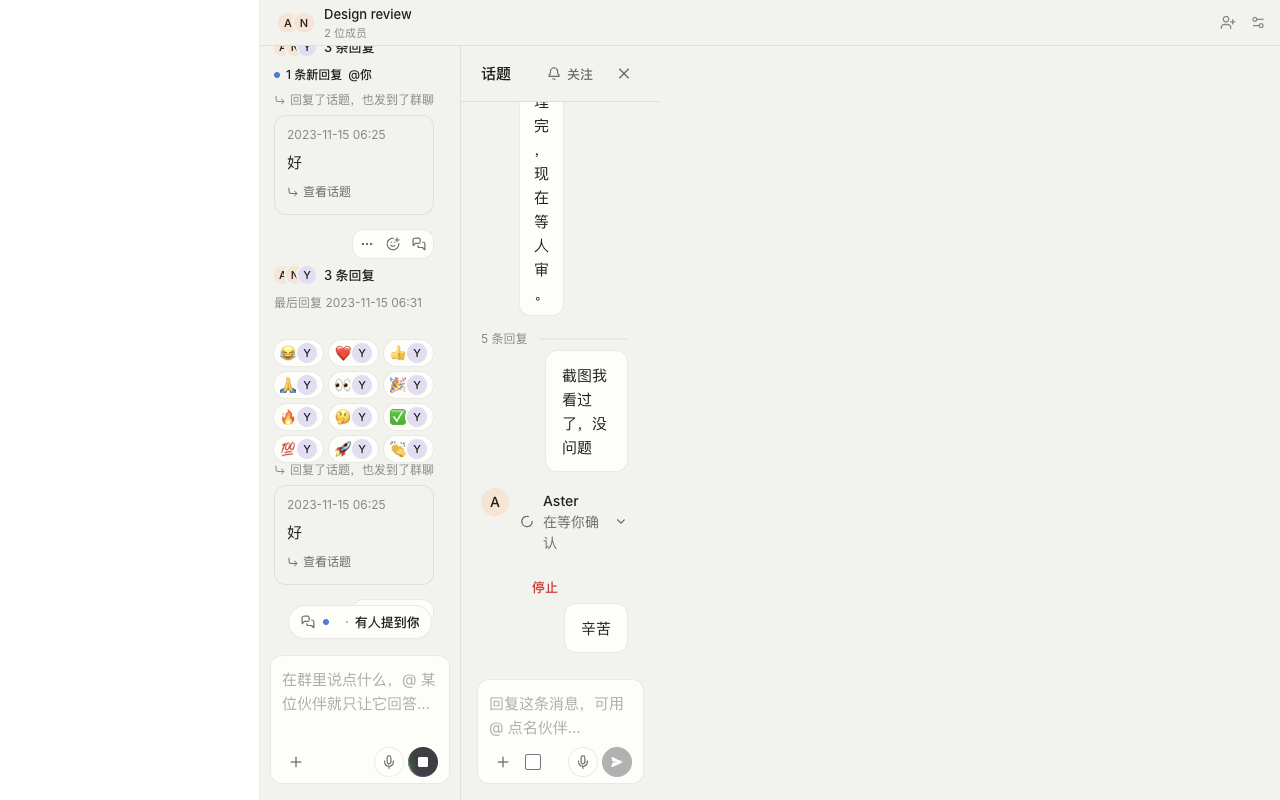 A N
Design review
2 位成员
3 条回复
1 条新回复 @你
回复了话题，也发到了群聊
2023-11-15 06:25
好
查看话题
A N Y 3 条回复
最后回复 2023-11-15 06:31
Y Y Y
Y Y Y
Y Y Y
💯 Y Y Y
回复了话题，也发到了群聊
2023-11-15 06:25
好
查看话题
· 有人提到你
在群里说点什么，@ 某
位伙伴就只让它回答...
话题
关注
理
完
，
现
在
等
人
审
。
5 条回复
截图我
看过
了，没
问题
A
Aster
在等你确
认
停止
辛苦
回复这条消息，可用
@ 点名伙伴...